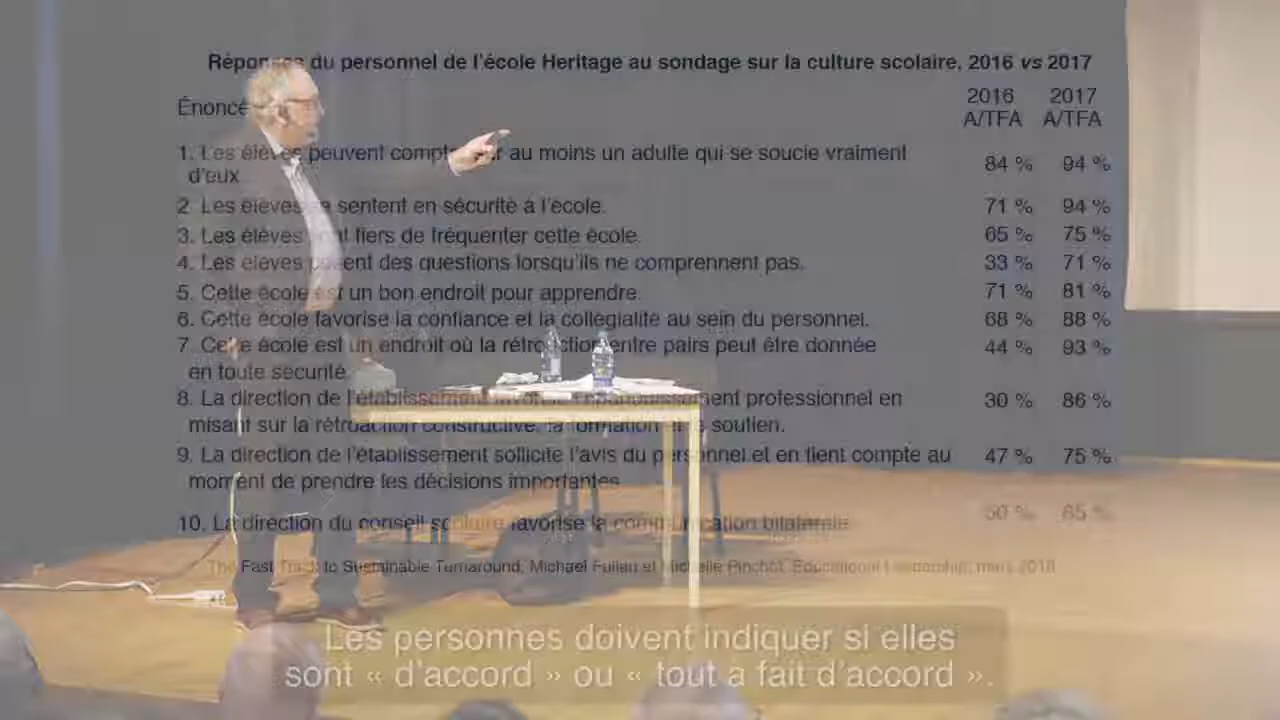 Réponses du personnel de l'école Heritage au sondage sur la culture scolaire, 2016 vs 2017
Énoncé 2016 2017
A/TFA A/TFA
1. Les élèves peuvent compter sur au moins un adulte qui se soucie vraiment
d'eux. 84 % 94 %
2. Les élèves se sentent en sécurité à l'école. 71 % 94 %
3. Les élèves sont fiers de fréquenter cette école. 65 % 75 %
4. Les élèves posent des questions lorsqu'ils ne comprennent pas. 33 % 71 %
5. Cette école est un bon endroit pour apprendre. 71 % 81 %
6. Cette école favorise la confiance et la collégialité au sein du personnel. 68 % 88 %
7. Cette école est un endroit où la rétroaction entre pairs peut être donnée
en toute sécurité. 44 % 93 %
8. La direction de l'établissement professionnel en
misant sur la rétroaction constructive, la formation et le soutien. 30 % 86 %
9. La direction de l'établissement sollicite l'avis du personnel et en tient compte au
moment de prendre les décisions importantes. 47 % 75 %
10. La direction du conseil scolaire favorise la communication bilatérale. 50 % 65 %
The Fast Track to Sustainable Turnaround, Michael Fullan et Michelle Pinchot, Educational Leadership, mars 2018
Les personnes doivent indiquer si elles
sont « d'accord » ou « tout à fait d'accord ».